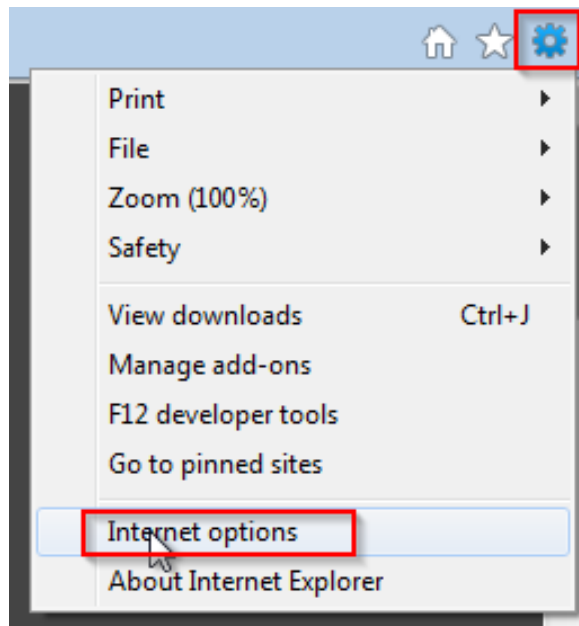 Print
File
Zoom (100%)
Safety
View downloads Ctrl+J
Manage add-ons
F12 developer tools
Go to pinned sites
Internet options
About Internet Explorer